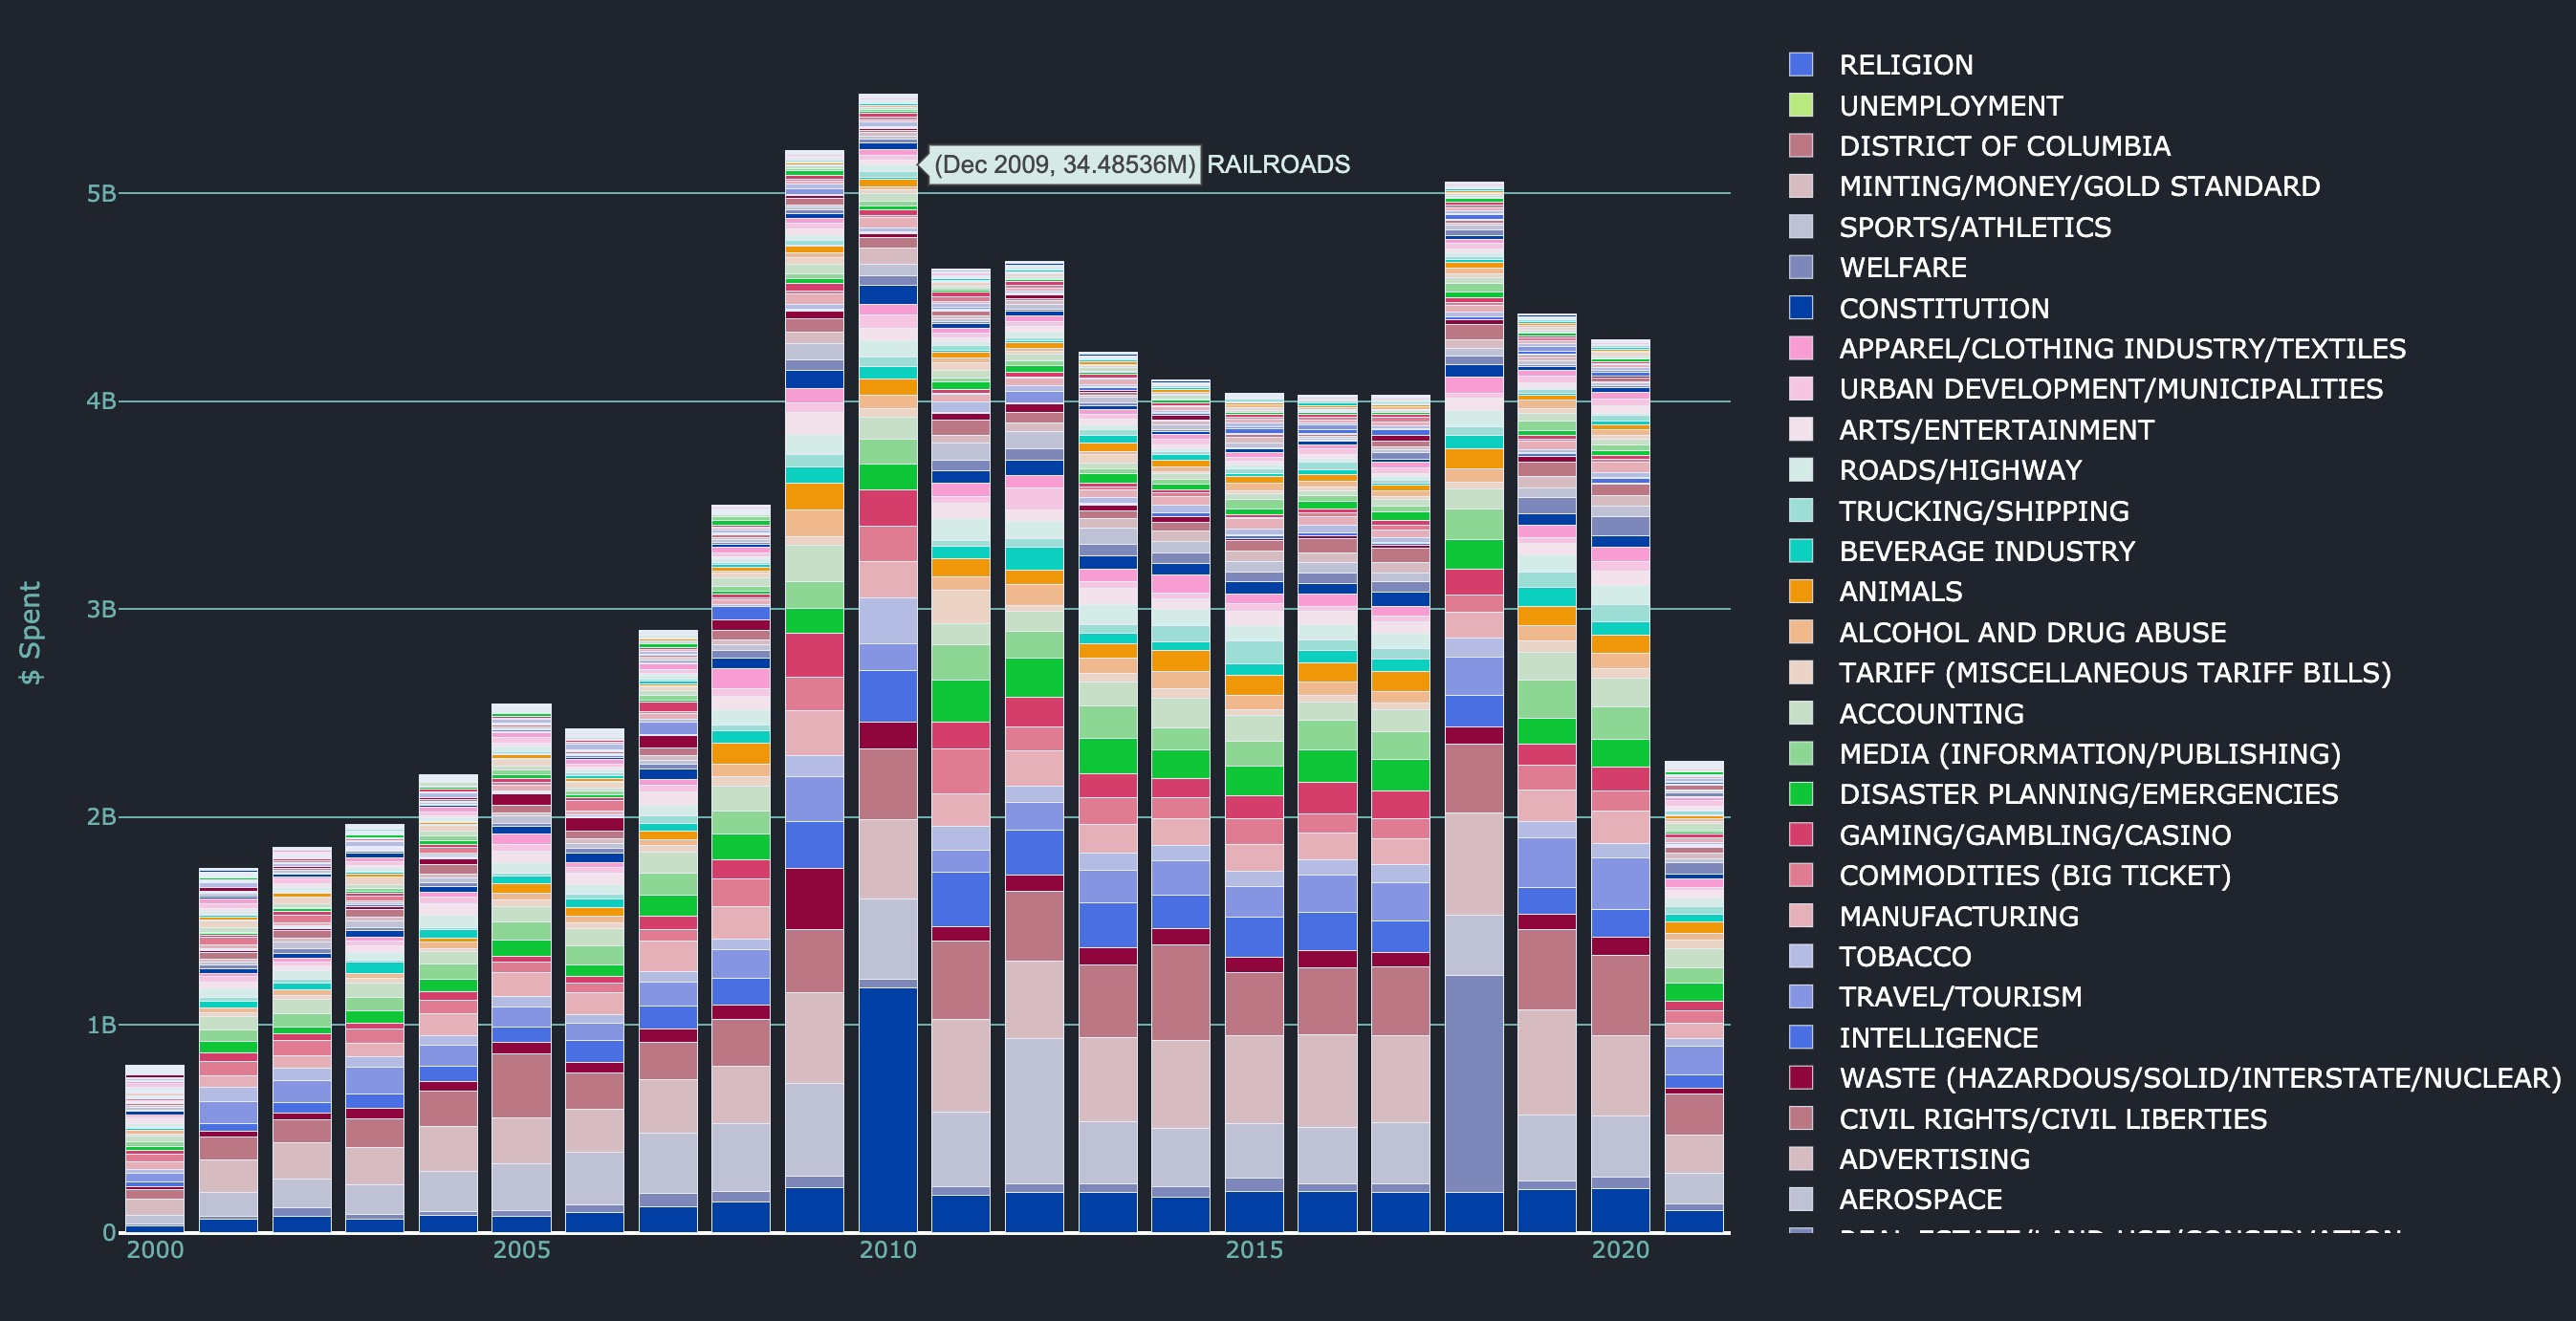 RELIGION
UNEMPLOYMENT
DISTRICT OF COLUMBIA
MINTING/MONEY/GOLD STANDARD
SPORTS/ATHLETICS
WELFARE
CONSTITUTION
APPAREL/CLOTHING INDUSTRY/TEXTILES
URBAN DEVELOPMENT/MUNICIPALITIES
ARTS/ENTERTAINMENT
ROADS/HIGHWAY
TRUCKING/SHIPPING
BEVERAGE INDUSTRY
ANIMALS
ALCOHOL AND DRUG ABUSE
TARIFF (MISCELLANEOUS TARIFF BILLS)
ACCOUNTING
MEDIA (INFORMATION/PUBLISHING)
DISASTER PLANNING/EMERGENCIES
GAMING/GAMBLING/CASINO
COMMODITIES (BIG TICKET)
MANUFACTURING
TOBACCO
TRAVEL/TOURISM
INTELLIGENCE
WASTE (HAZARDOUS/SOLID/INTERSTATE/NUCLEAR)
CIVIL RIGHTS/CIVIL LIBERTIES
ADVERTISING
AEROSPACE
(Dec 2009, 34.48536M) RAILROADS
5B
4B
3B
2B
1B
0
$ Spent
2000 2005 2010 2015 2020